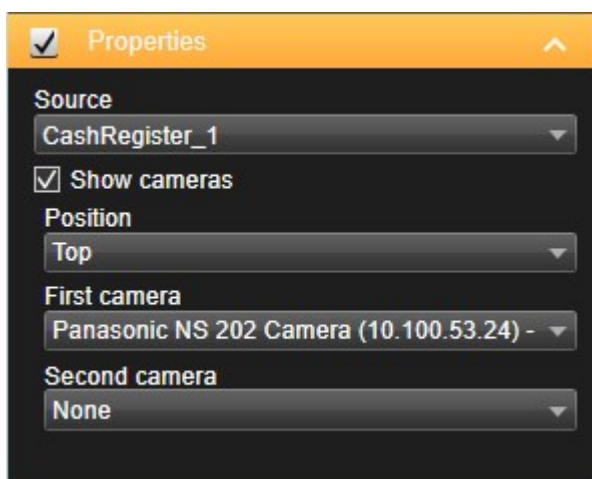 Properties
Source
CashRegister_1
Show cameras
Position
Top
First camera
Panasonic NS 202 Camera (10.100.53.24) -
Second camera
None